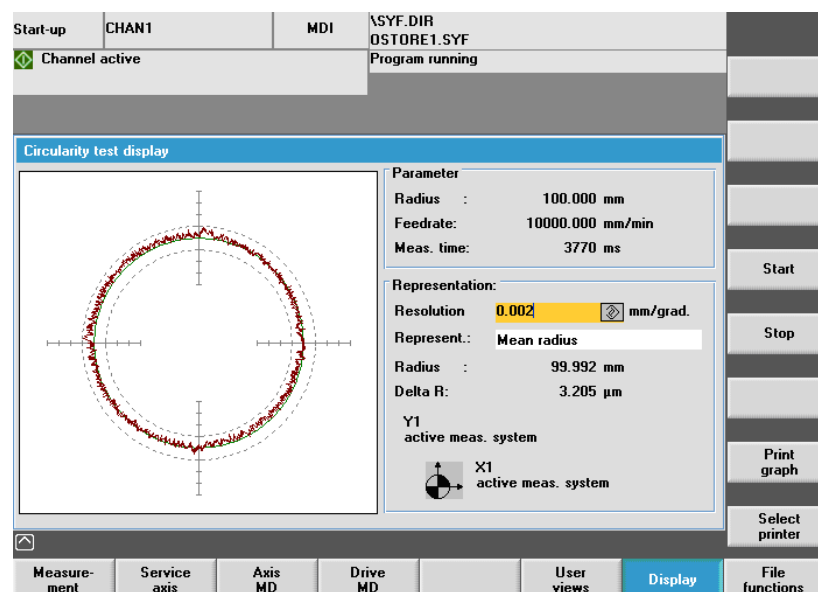 Start-up CHAN1 MDI \SYF.DIR
OSTORE1.SYF
Channel active Program running
Circularity test display
Parameter
Radius : 100.000 mm
Feedrate: 10000.000 mm/min
Meas. time: 3770 ms
Representation:
Resolution 0.002 mm/grad.
Represent.: Mean radius
Radius : 99.992 mm
Delta R: 3.205 µm
Y1
active meas. system
X1
active meas. system
Start
Stop
Print
graph
Select
printer
Measure-
ment
Service
axis
Axis
MD
Drive
MD
User
views
Display
File
functions